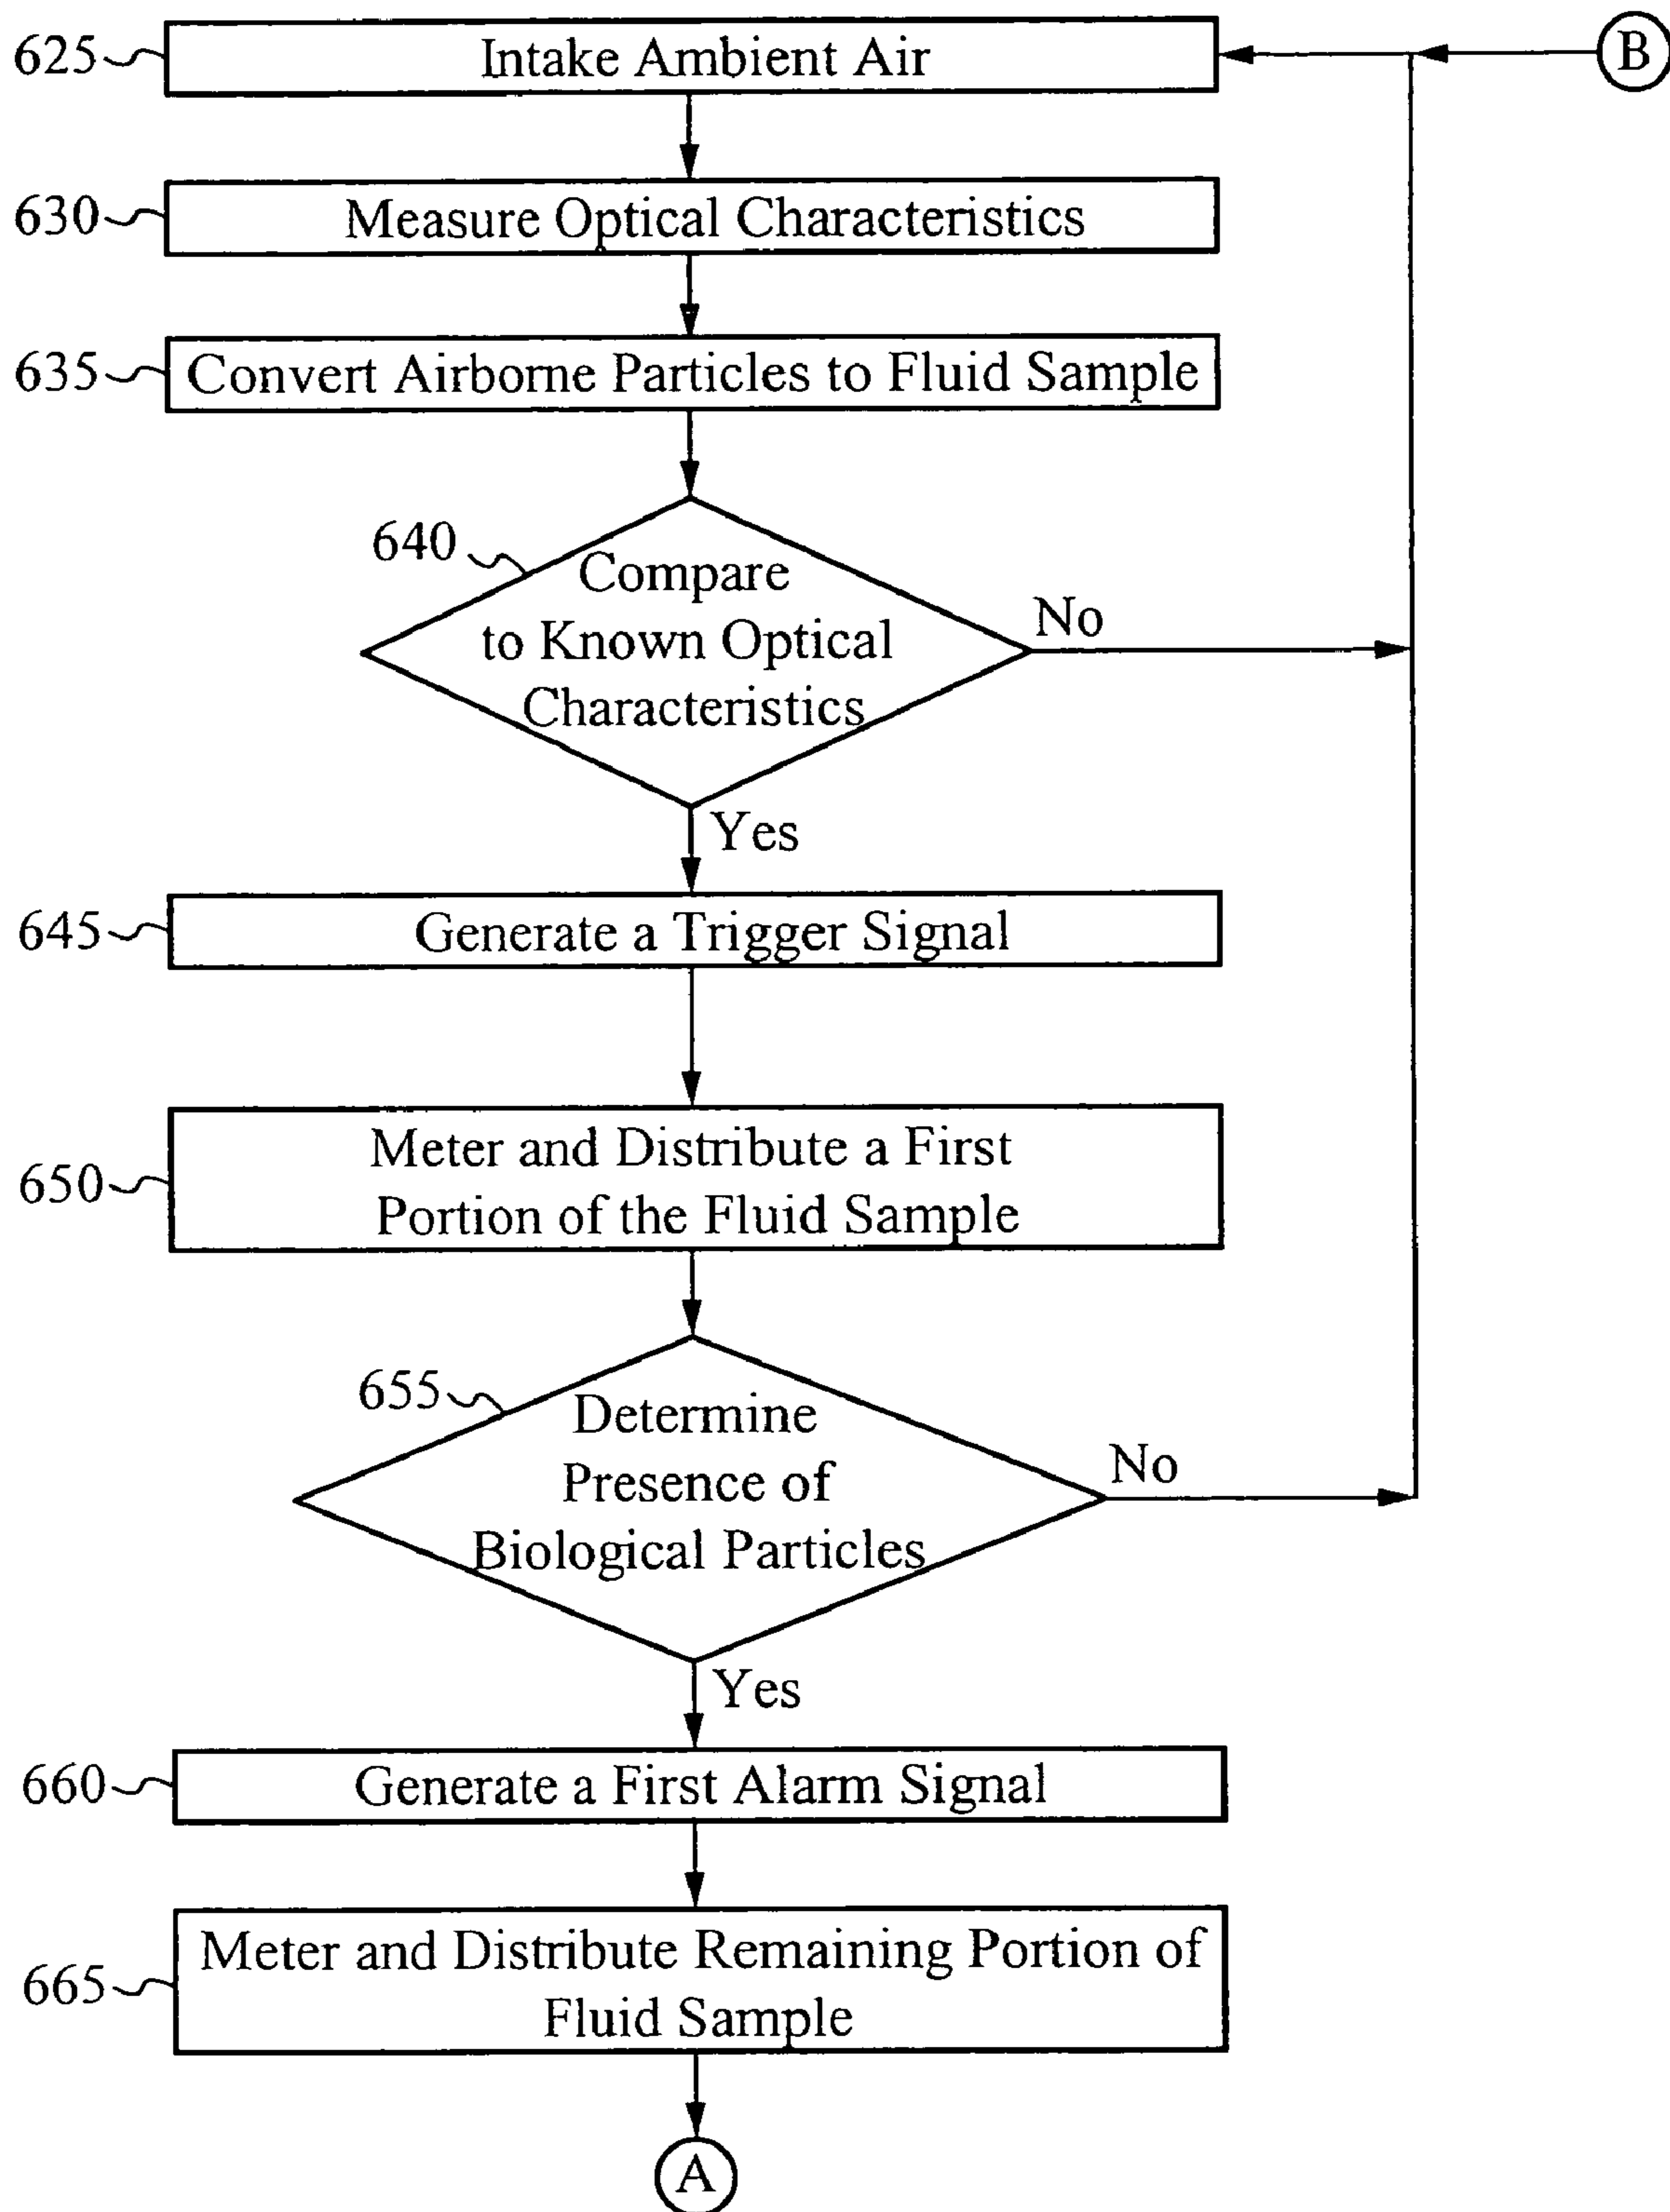 625
Intake Ambient Air
B
630
Measure Optical Characteristics
635
Convert Airborne Particles to Fluid Sample
640
Compare
to Known Optical
Characteristics
No
Yes
645
Generate a Trigger Signal
650
Meter and Distribute a First
Portion of the Fluid Sample
655
Determine
Presence of
Biological Particles
No
Yes
660
Generate a First Alarm Signal
665
Meter and Distribute Remaining Portion of
Fluid Sample
A